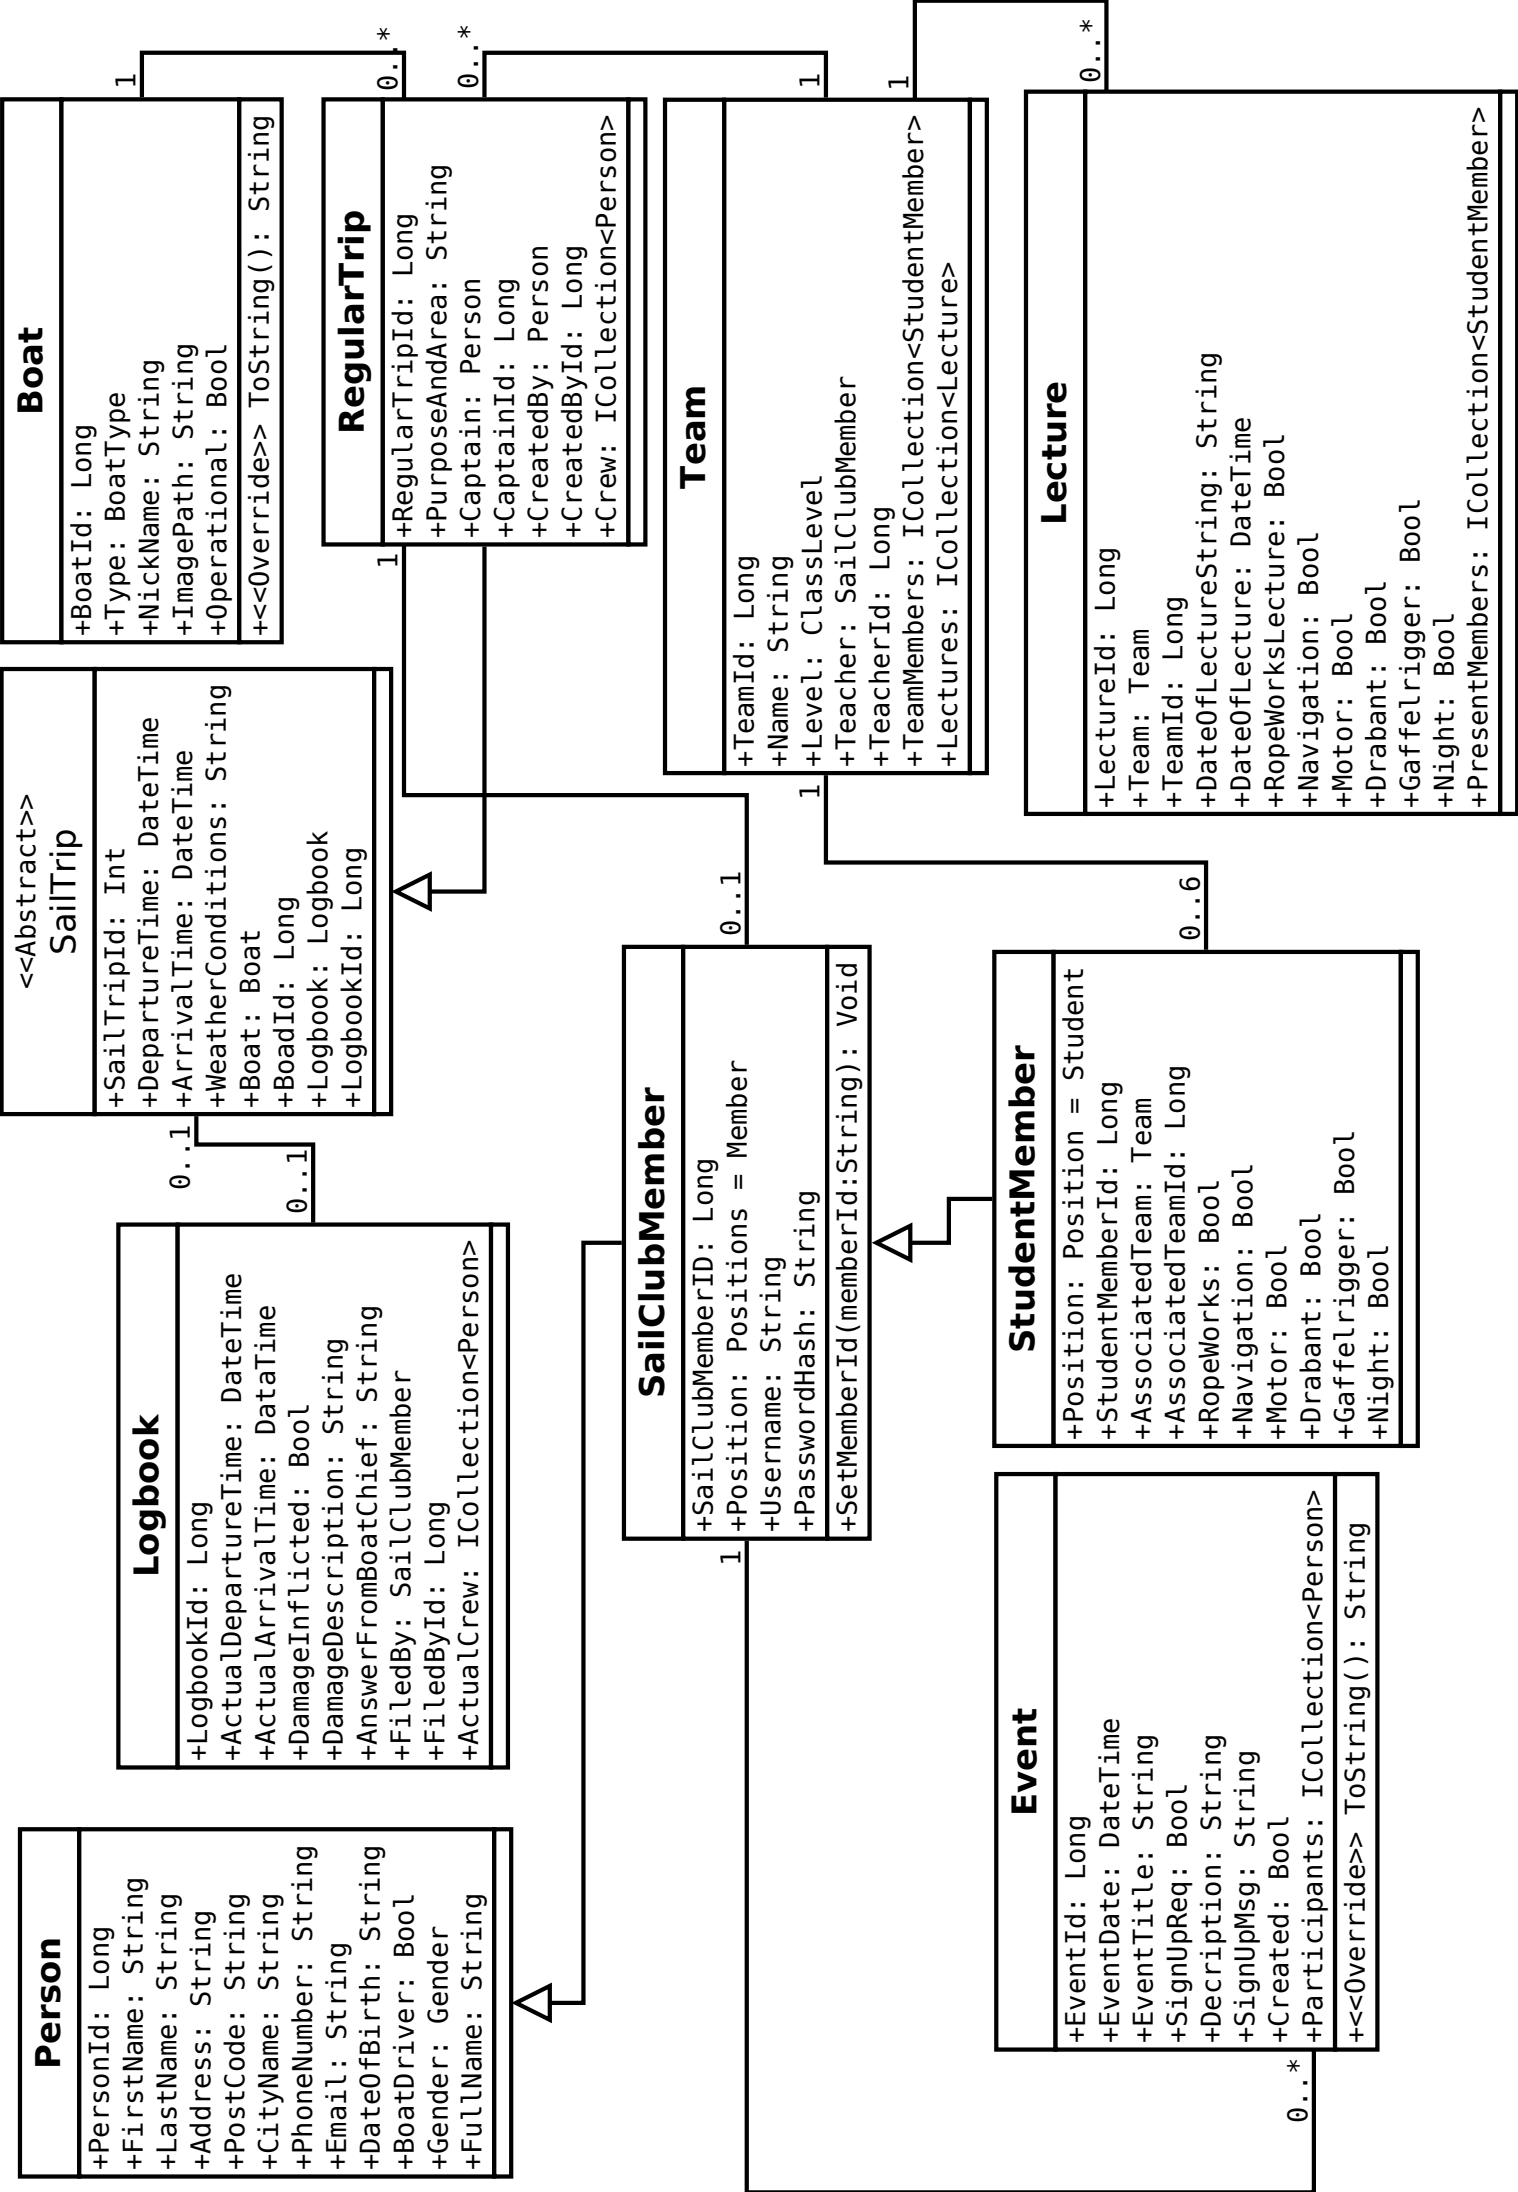 Person
+PersonId: Long
+FirstName: String
+LastName: String
+Address: String
+PostCode: String
+CityName: String
+PhoneNumber: String
+Email: String
+DateOfBirth: String
+BoatDriver: Bool
+Gender: Gender
+FullName: String
Logbook
+LogbookId: Long
+ActualDepartureTime: DateTime
+ActualArrivalTime: DataTime
+DamageInflicted: Bool
+DamageDescription: String
+AnswerFromBoatChief: String
+FiledBy: SailClubMember
+FiledById: Long
+ActualCrew: ICollection<Person>
0..1
0..1
<<Abstract>>
SailTrip
+SailTripId: Int
+DepartureTime: DateTime
+ArrivalTime: DateTime
+WeatherConditions: String
+Boat: Boat
+BoadId: Long
+Logbook: Logbook
+LogbookId: Long
Boat
+BoatId: Long
+Type: BoatType
+NickName: String
+ImagePath: String
+Operational: Bool
+<<Override>> ToString(): String
1
0..*
RegularTrip
+RegularTripId: Long
+PurposeAndArea: String
+Captain: Person
+CaptainId: Long
+CreatedBy: Person
+CreatedById: Long
+Crew: ICollection<Person>
1
0..*
SailClubMember
+SailClubMemberID: Long
+Position: Positions = Member
+Username: String
+PasswordHash: String
+SetMemberId(memberId:String): Void
1
0..1
Team
+TeamId: Long
+Name: String
+Level: ClassLevel
+Teacher: SailClubMember
+TeacherId: Long
+TeamMembers: ICollection<StudentMember>
+Lectures: ICollection<Lecture>
1
1
1
Event
+EventId: Long
+EventDate: DateTime
+EventTitle: String
+SignUpReq: Bool
+Decription: String
+SignUpMsg: String
+Created: Bool
+Participants: ICollection<Person>
+<<Override>> ToString(): String
0..*
StudentMember
+Position: Position = Student
+StudentMemberId: Long
+AssociatedTeam: Team
+AssociatedTeamId: Long
+RopeWorks: Bool
+Navigation: Bool
+Motor: Bool
+Drabant: Bool
+Gaffelrigger: Bool
+Night: Bool
0..6
Lecture
+LectureId: Long
+Team: Team
+TeamId: Long
+DateOfLectureString: String
+DateOfLecture: DateTime
+RopeWorksLecture: Bool
+Navigation: Bool
+Motor: Bool
+Drabant: Bool
+Gaffelrigger: Bool
+Night: Bool
+PresentMembers: ICollection<StudentMember>
0..*